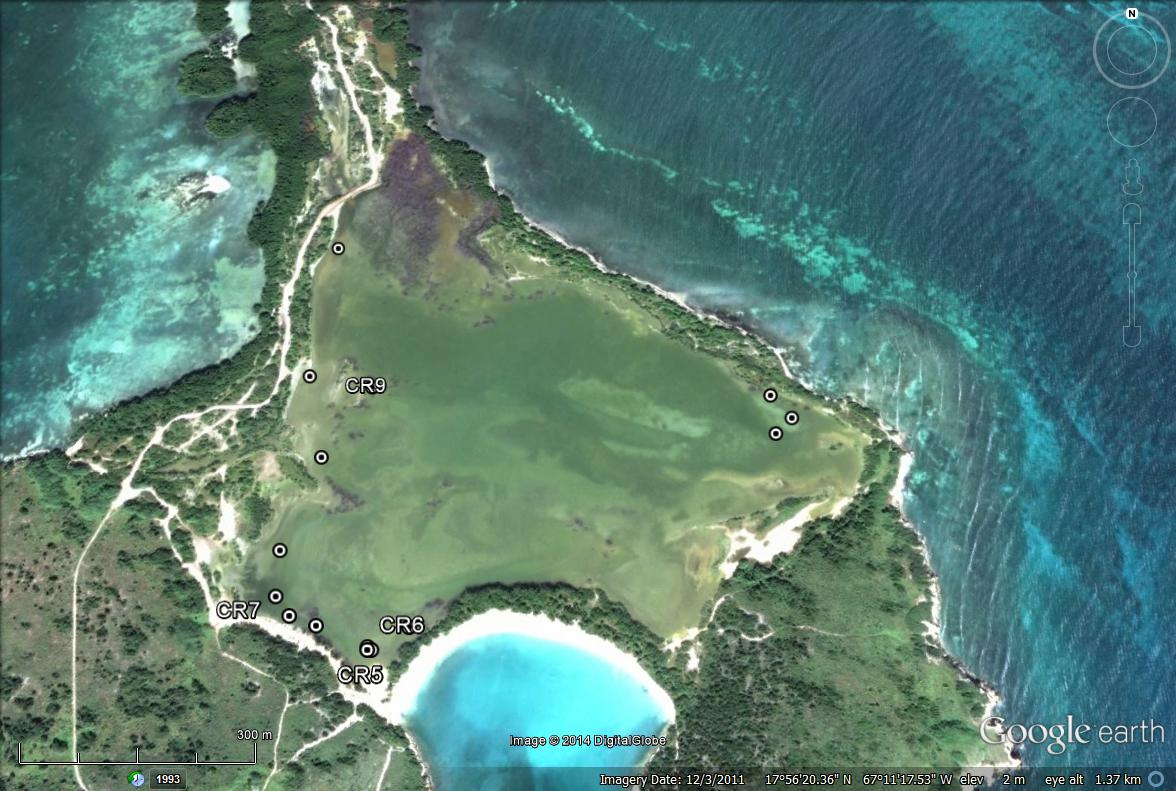 N
CR9
CR7
CR6
CR5
300 m
Google earth
Image © 2014 DigitalGlobe
1993
Imagery Date: 12/3/2011 17°56'20.36" N 67°11'17.53" W elev 2 m eye alt 1.37 km